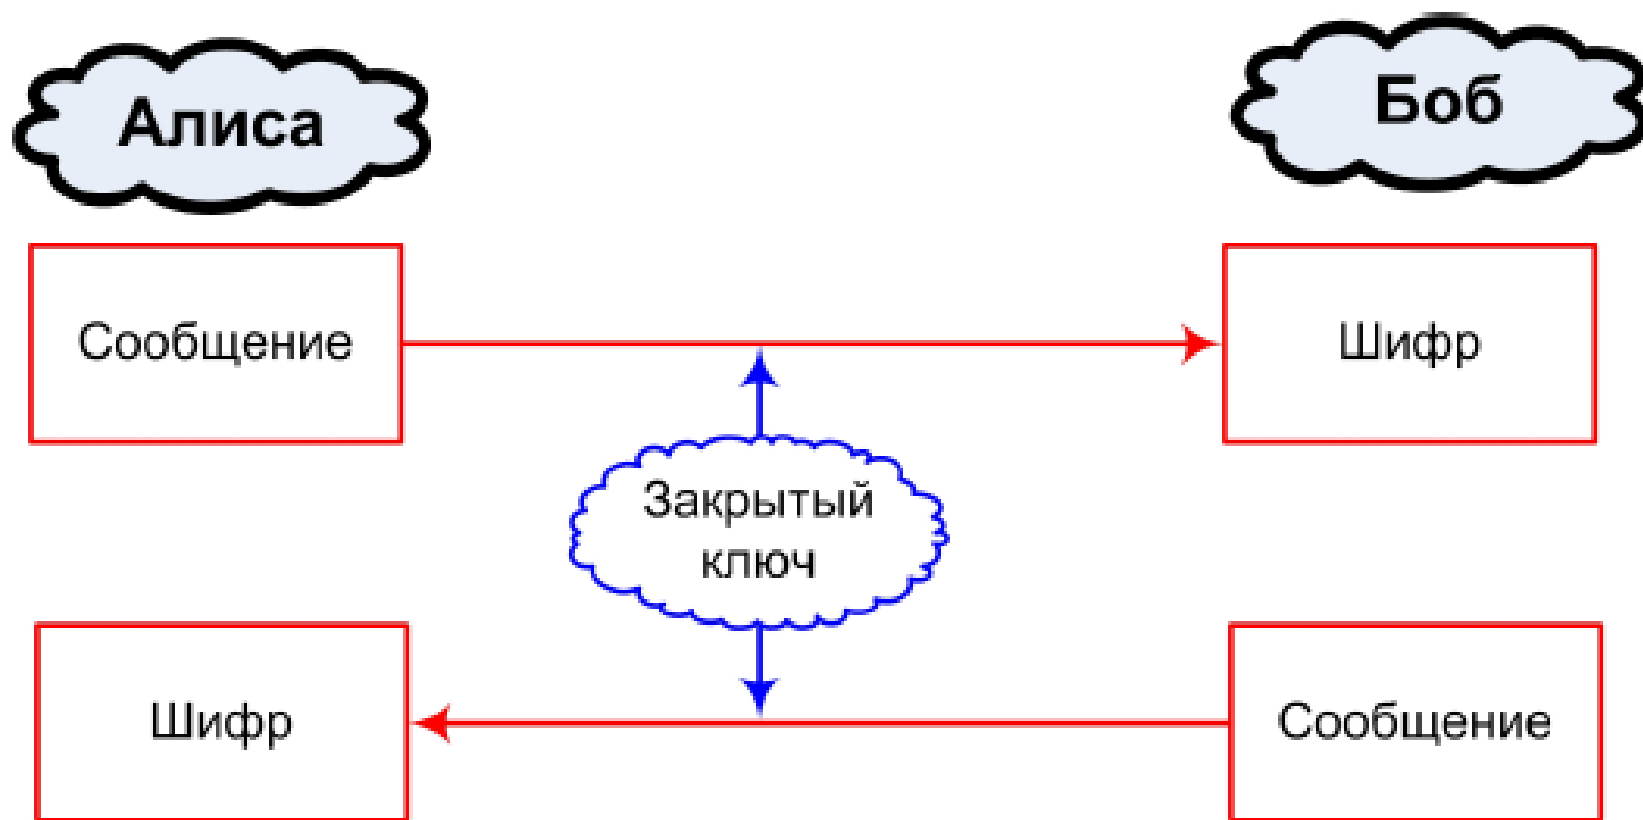 Алиса
Боб
Сообщение
Шифр
Закрытый
ключ
Шифр
Сообщение